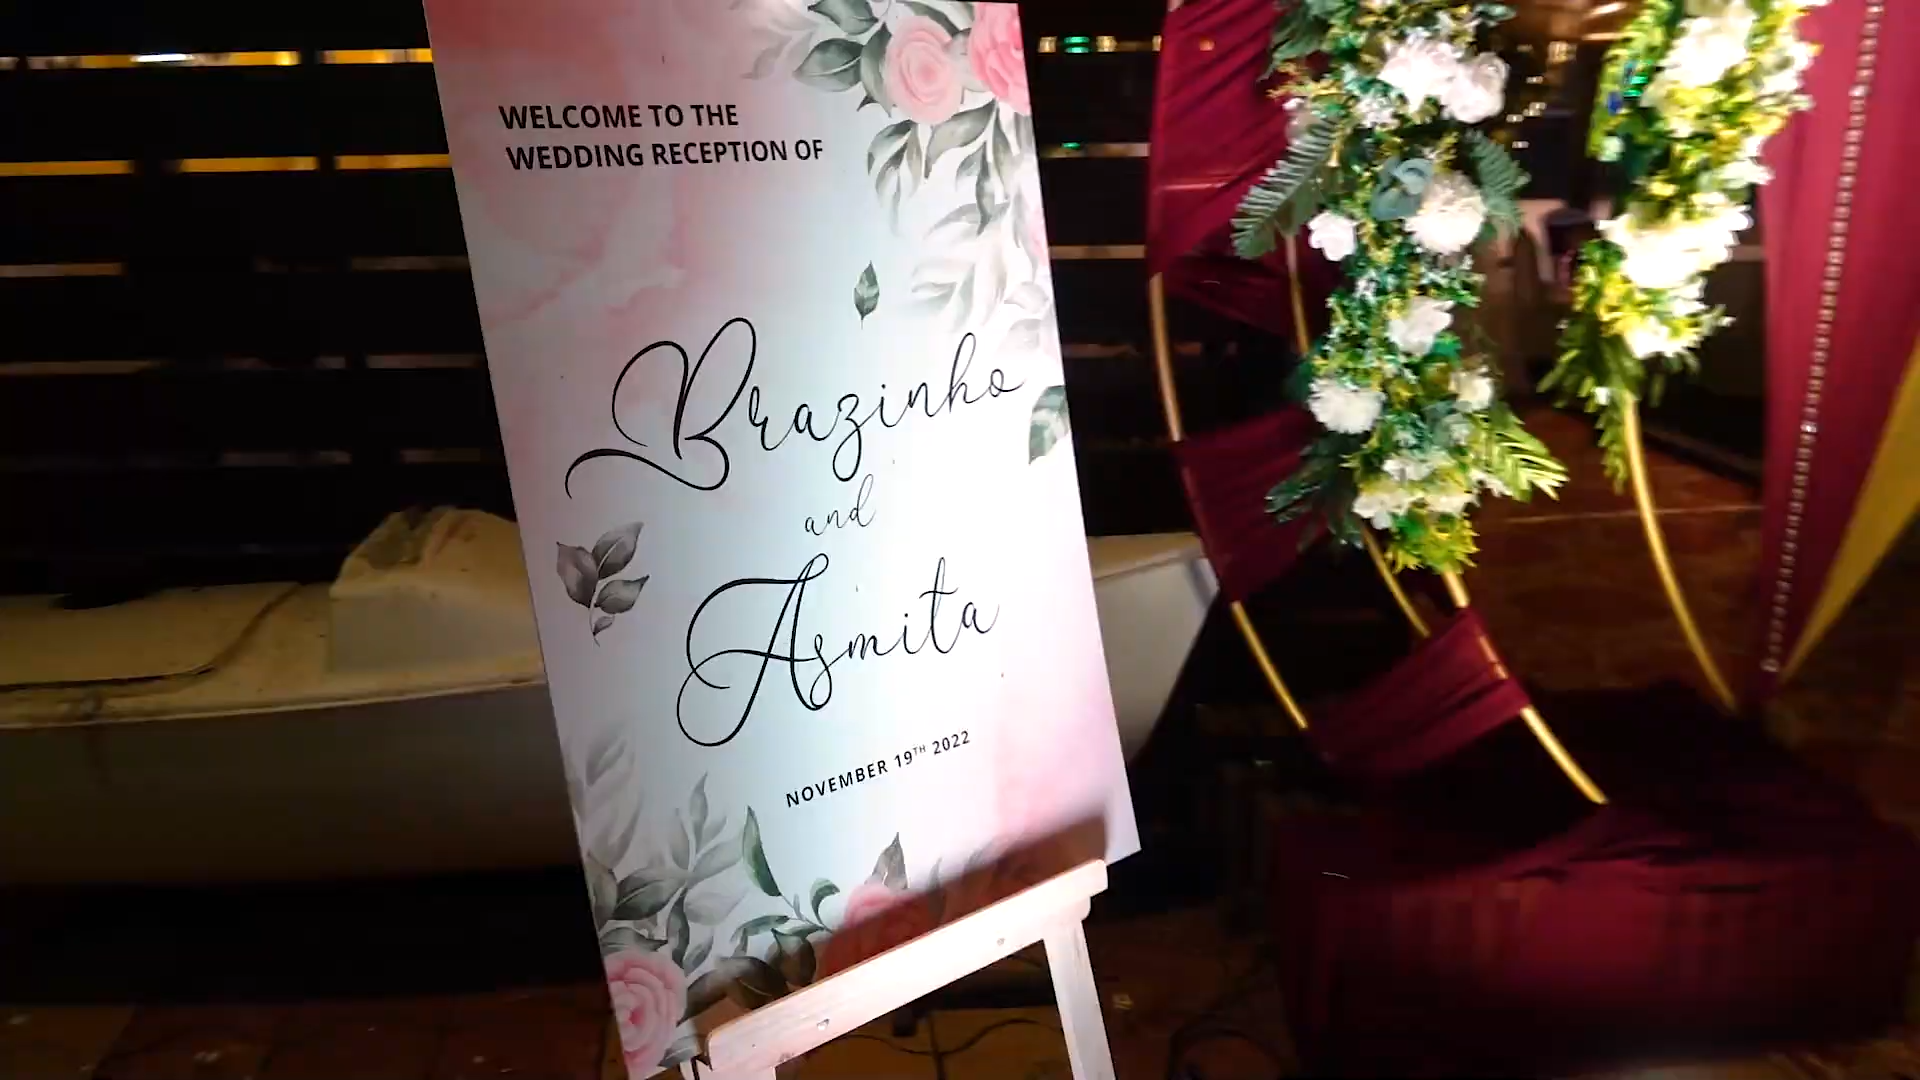 WELCOME TO THE
WEDDING RECEPTION OF
Brazinho
and
Asmita
NOVEMBER 19TH 2022